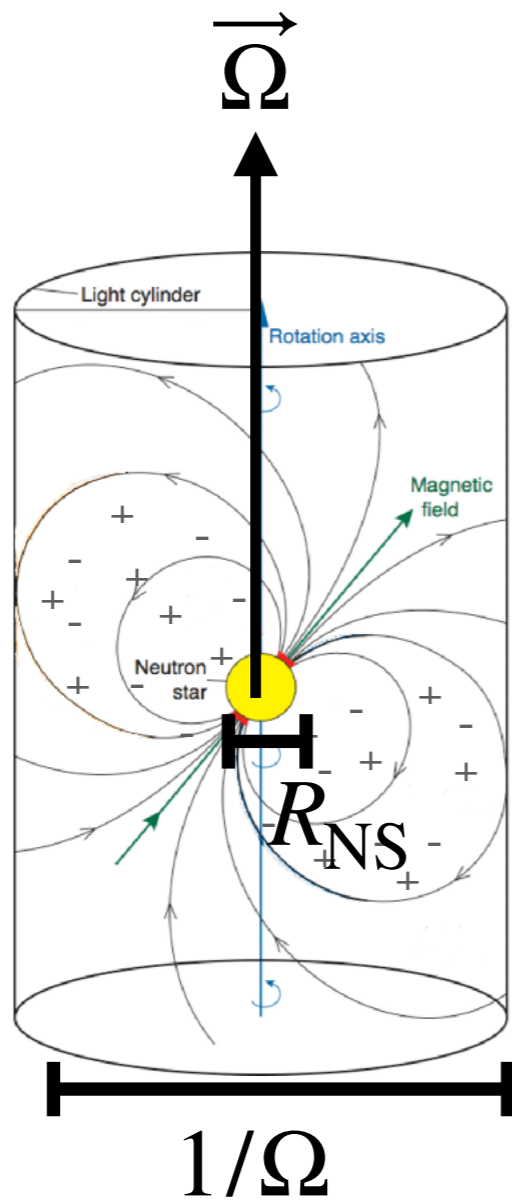 Ω⃗
Light cylinder
Rotation axis
Magnetic
field
Neutron
star
R_NS
1/Ω